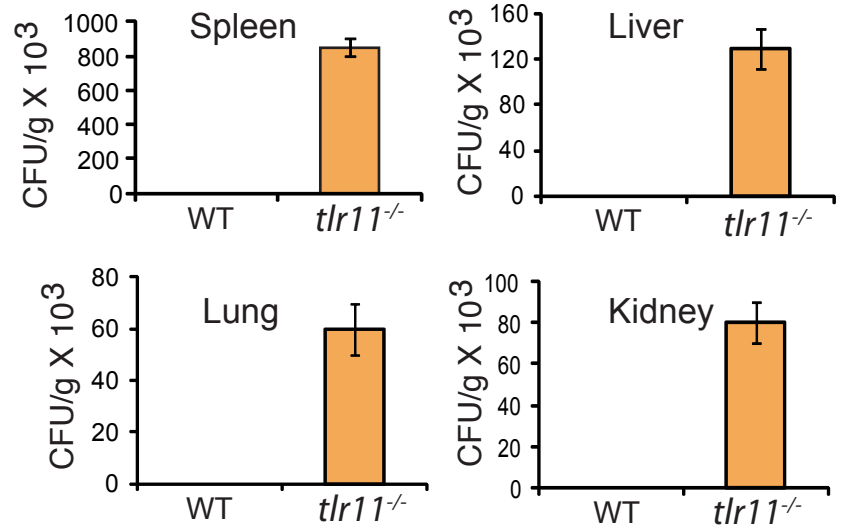 Spleen
CFU/g X 10³
1000
800
600
400
200
0
WT
tlr11-/-
Liver
CFU/g X 10³
160
120
80
40
0
WT
tlr11-/-
Lung
CFU/g X 10³
80
60
40
20
0
WT
tlr11-/-
Kidney
CFU/g X 10³
100
80
60
40
20
0
WT
tlr11-/-